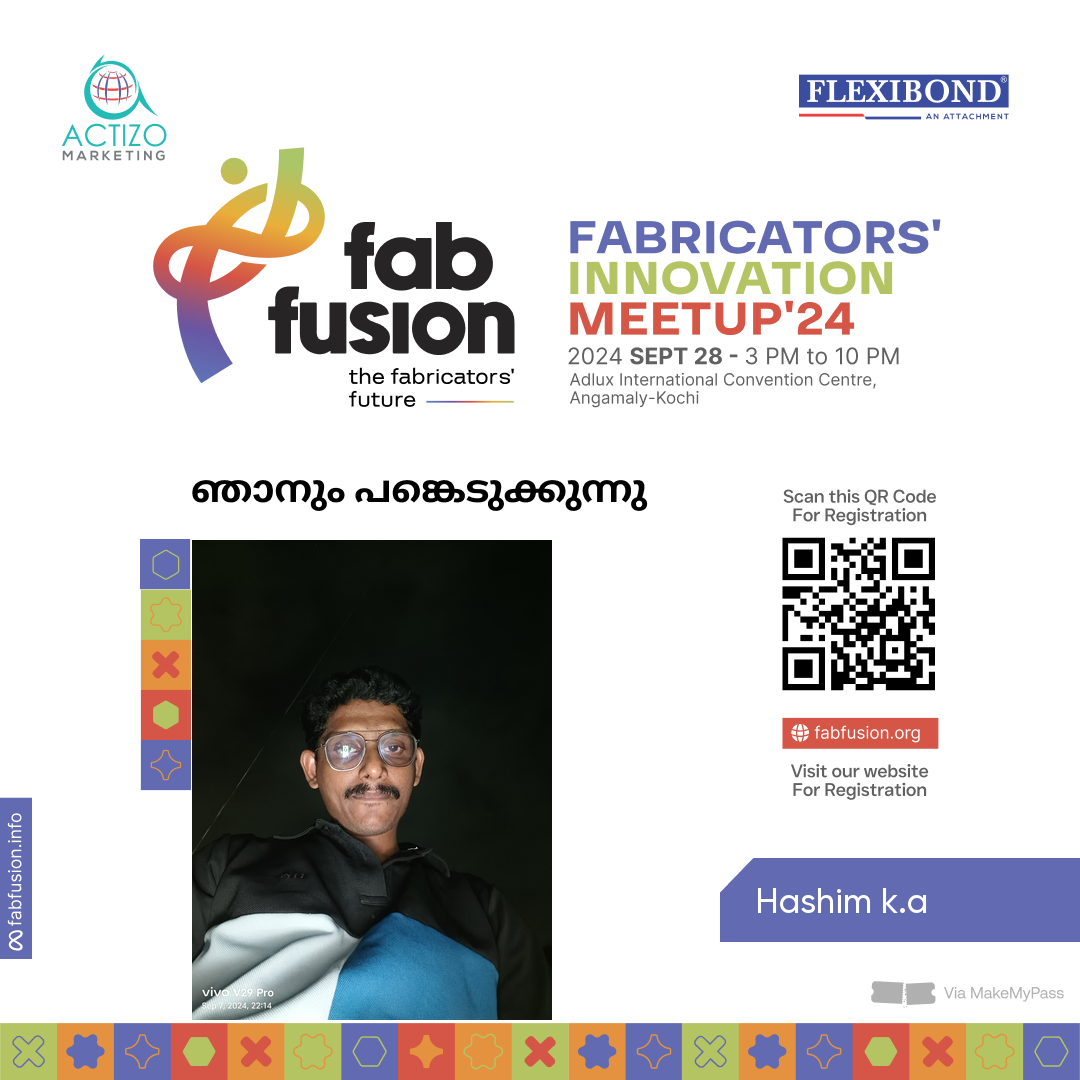 ACTIZO
MARKETING
FLEXIBOND®
AN ATTACHMENT
fab
fusion
the fabricators'
future
FABRICATORS'
INNOVATION
MEETUP'24
2024 SEPT 28 - 3 PM to 10 PM
Adlux International Convention Centre,
Angamaly-Kochi
ഞാനും പങ്കെടുക്കുന്നു
Scan this QR Code
For Registration
fabfusion.org
Visit our website
For Registration
fabfusion.info
Hashim k.a
vivo V29 Pro
Sep 7, 2024, 22:14
Via MakeMyPass